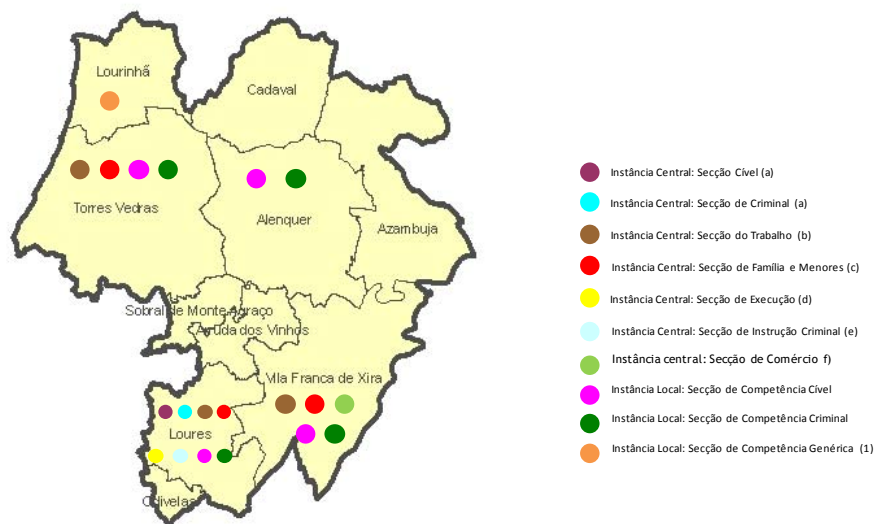 Lourinhã
Cadaval
Torres Vedras
Alenquer
Azambuja
Sobral de Monte Agraço
Arruda dos Vinhos
Vila Franca de Xira
Loures
Odivelas
Instância Central: Secção Cível (a)
Instância Central: Secção de Criminal (a)
Instância Central: Secção do Trabalho (b)
Instância Central: Secção de Família e Menores (c)
Instância Central: Secção de Execução (d)
Instância Central: Secção de Instrução Criminal (e)
Instância central: Secção de Comércio f)
Instância Local: Secção de Competência Cível
Instância Local: Secção de Competência Criminal
Instância Local: Secção de Competência Genérica (1)